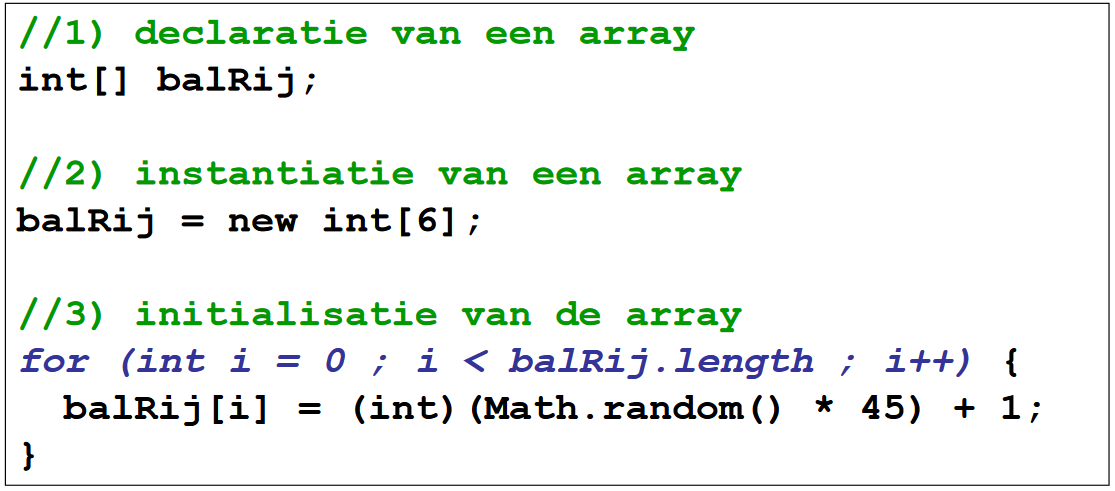 //1) declaratie van een array
int[] balRij;
//2) instantiatie van een array
balRij = new int[6];
//3) initialisatie van de array
for (int i = 0 ; i < balRij.length ; i++) {
balRij[i] = (int)(Math.random() * 45) + 1;
}